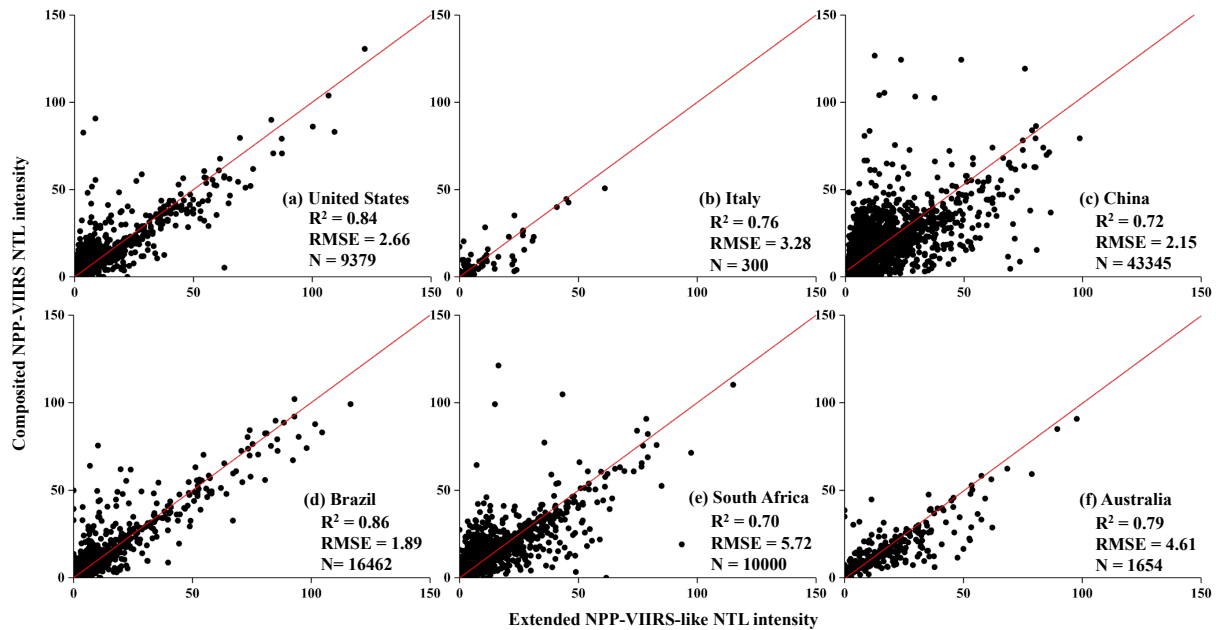 Composited NPP-VIIRS NTL intensity
150
100
50
0
0
50
100
150
(a) United States
R² = 0.84
RMSE = 2.66
N = 9379
150
100
50
0
0
50
100
150
(b) Italy
R² = 0.76
RMSE = 3.28
N = 300
150
100
50
0
0
50
100
150
(c) China
R² = 0.72
RMSE = 2.15
N = 43345
150
100
50
0
0
50
100
150
(d) Brazil
R² = 0.86
RMSE = 1.89
N= 16462
150
100
50
0
0
50
100
150
(e) South Africa
R² = 0.70
RMSE = 5.72
N = 10000
150
100
50
0
0
50
100
150
(f) Australia
R² = 0.79
RMSE = 4.61
N = 1654
Extended NPP-VIIRS-like NTL intensity